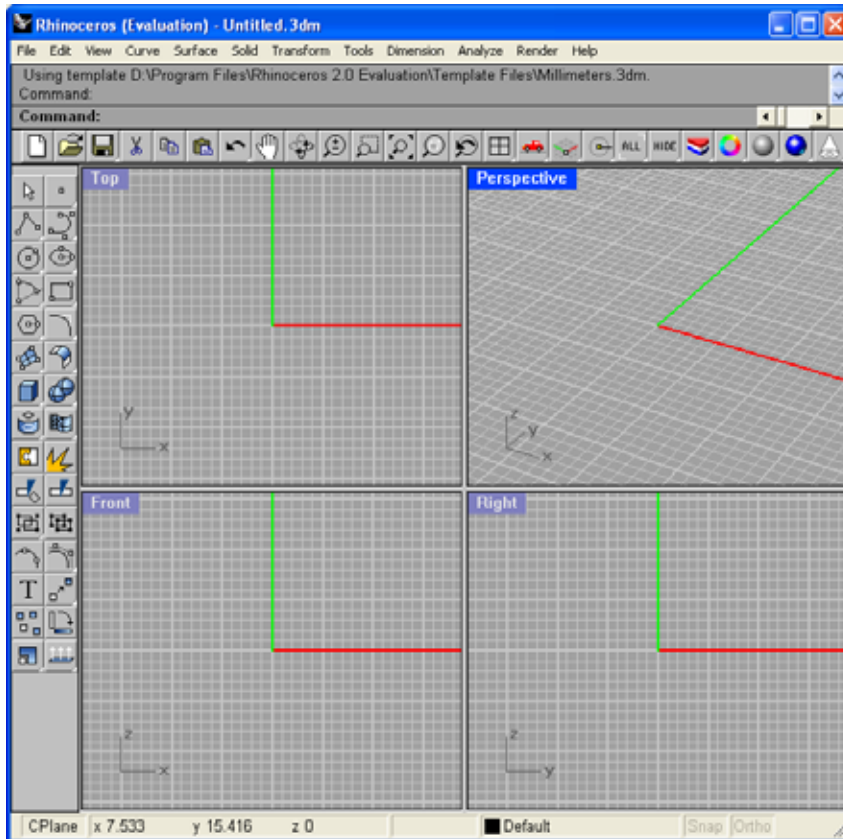 Rhinoceros (Evaluation) - Untitled.3dm
File Edit View Curve Surface Solid Transform Tools Dimension Analyze Render Help
Using template D:\Program Files\Rhinoceros 2.0 Evaluation\Template Files\Millimeters.3dm.
Command:
Command:
ALL HIDE
Top
y
x
Perspective
z
y
x
T
Front
z
x
Right
z
y
CPlane x 7.533 y 15.416 z 0 Default Snap Ortho